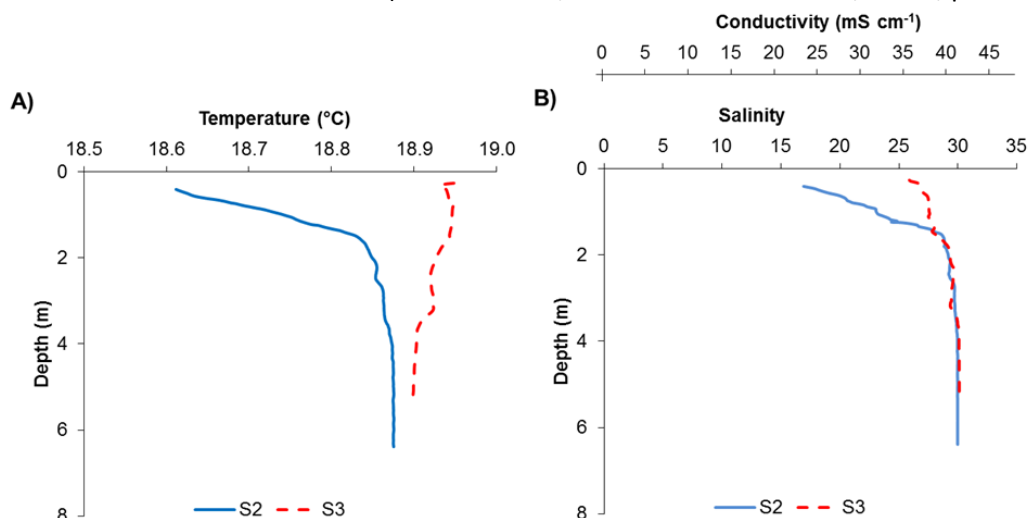 Conductivity (mS cm⁻¹)
0 5 10 15 20 25 30 35 40 45
A)
B)
Temperature (°C)
Salinity
18.5 18.6 18.7 18.8 18.9 19.0
0 5 10 15 20 25 30 35
0
2
4
6
8
Depth (m)
S2 S3
0
2
4
6
8
Depth (m)
S2 S3